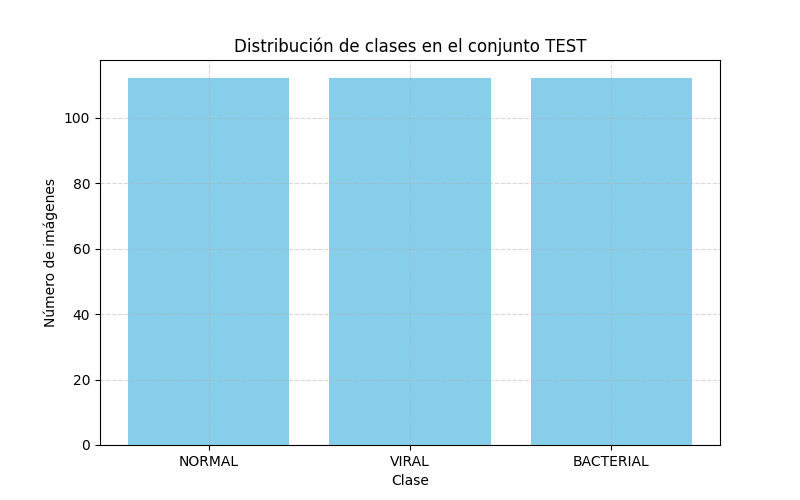 Distribución de clases en el conjunto TEST
Número de imágenes
100
80
60
40
20
0
NORMAL VIRAL BACTERIAL
Clase